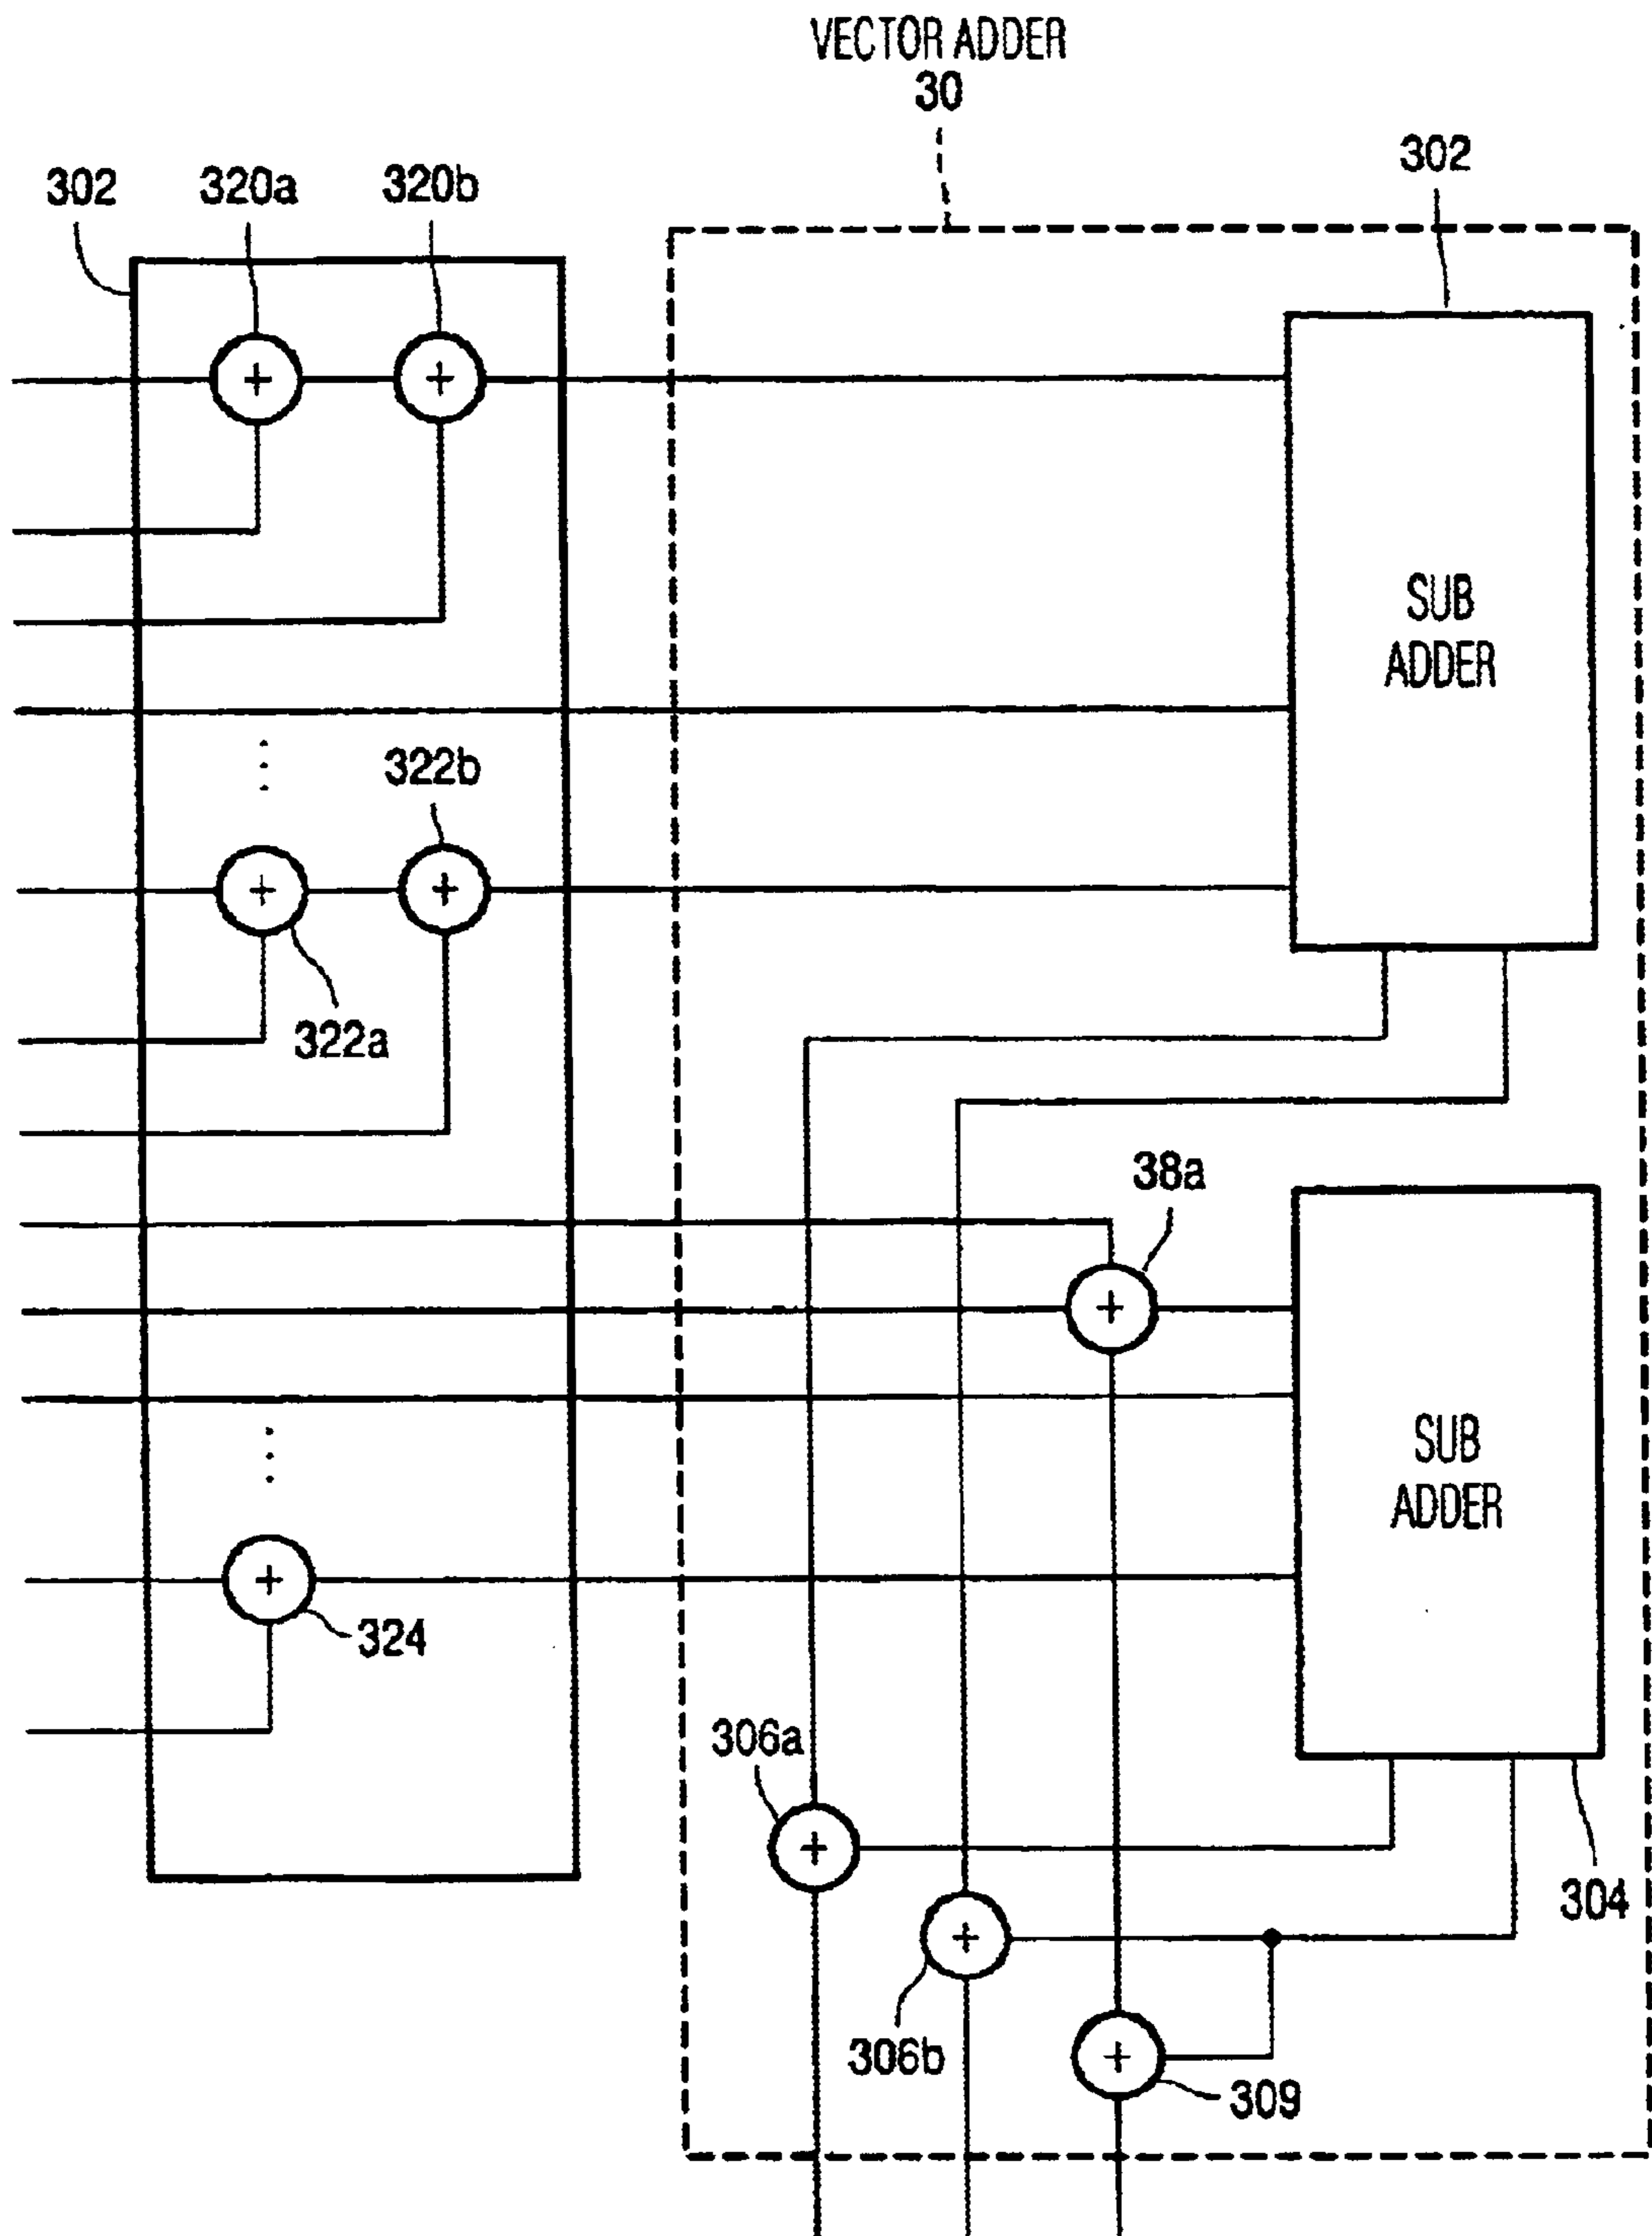 VECTOR ADDER
30
302
302
320a
320b
SUB
ADDER
322b
322a
38a
SUB
ADDER
324
306a
304
306b
309